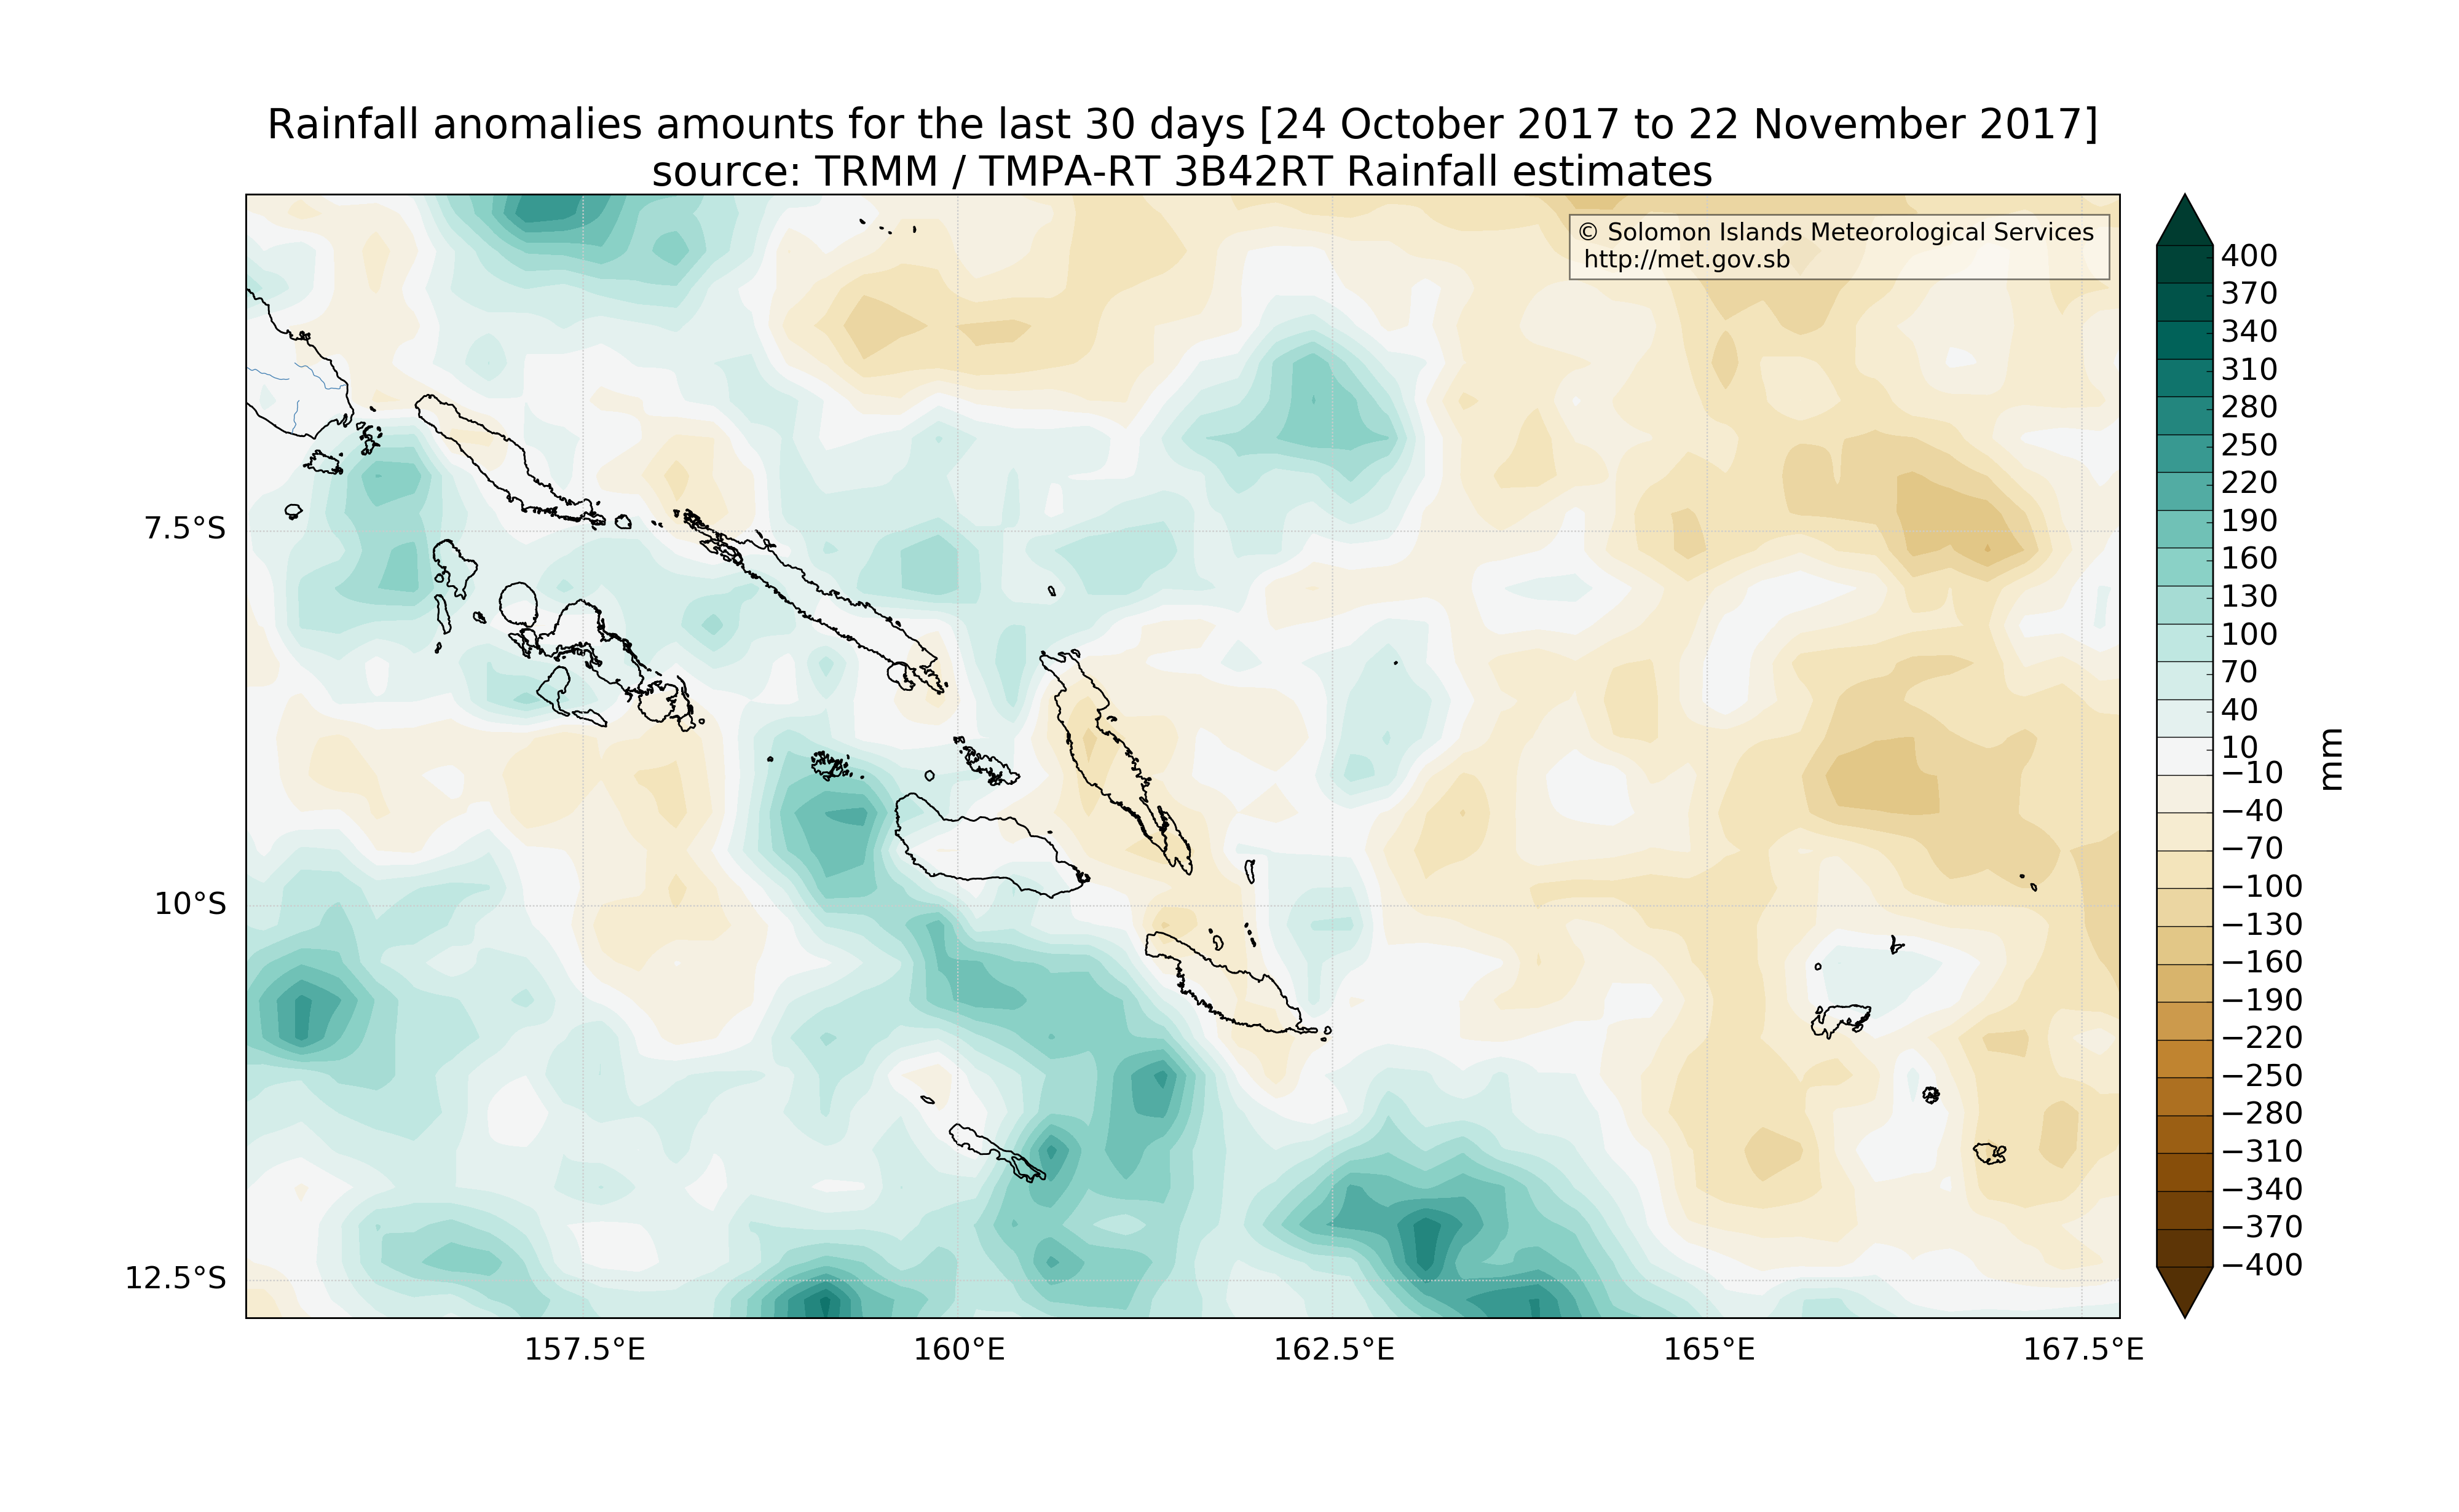 Rainfall anomalies amounts for the last 30 days [24 October 2017 to 22 November 2017]
source: TRMM / TMPA-RT 3B42RT Rainfall estimates
© Solomon Islands Meteorological Services
http://met.gov.sb
7.5°S
10°S
12.5°S
157.5°E
160°E
162.5°E
165°E
167.5°E
400
370
340
310
280
250
220
190
160
130
100
70
40
10
−10
−40
−70
−100
−130
−160
−190
−220
−250
−280
−310
−340
−370
−400
mm